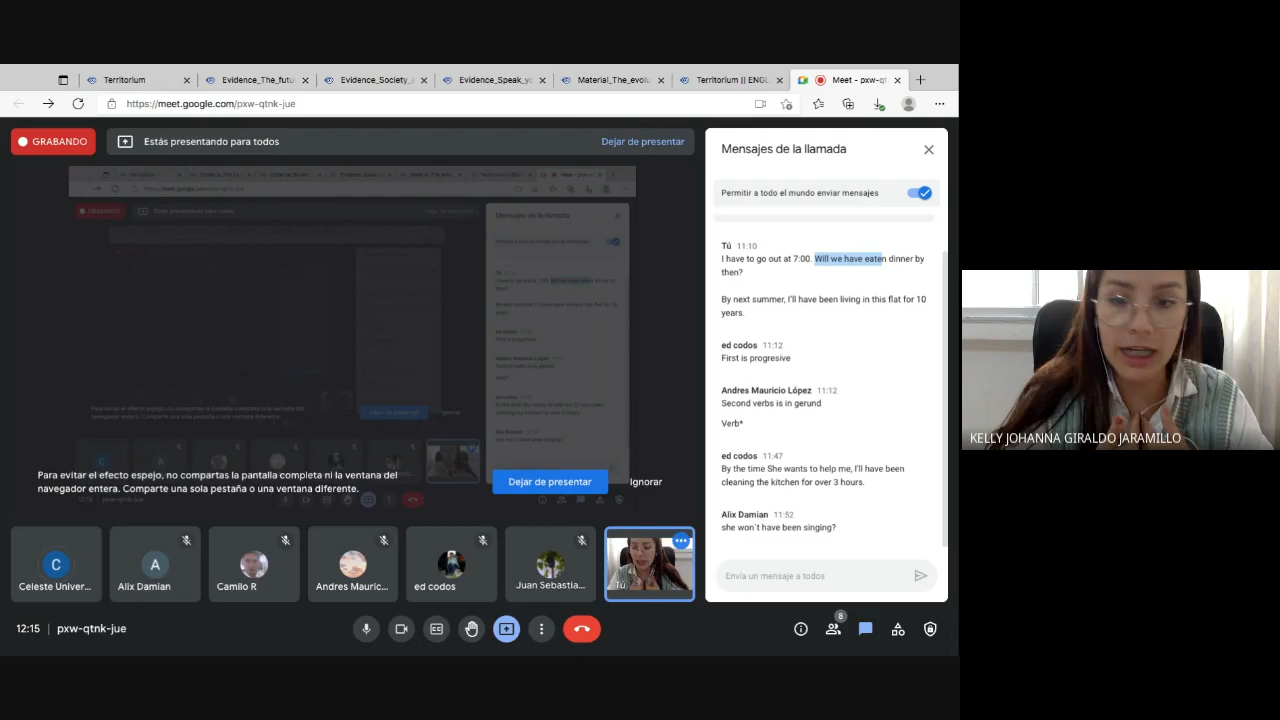 Territorium
Evidence_The_futu
Evidence_Society_
Evidence_Speak_yo
Material_The_evolu
Territorium || ENGL
Meet - pxw-qt
https://meet.google.com/pxw-qtnk-jue
GRABANDO
Estás presentando para todos
Dejar de presentar
Mensajes de la llamada
Permitir a todo el mundo enviar mensajes
Tú 11:10
I have to go out at 7:00. Will we have eaten dinner by
then?
By next summer, I'll have been living in this flat for 10
years.
ed codos 11:12
First is progresive
Andres Mauricio López 11:12
Second verbs is in gerund
Verb*
ed codos 11:47
By the time She wants to help me, I'll have been
cleaning the kitchen for over 3 hours.
Alix Damian 11:52
she won`t have been singing?
Envía un mensaje a todos
Para evitar el efecto espejo, no compartas la pantalla completa ni la ventana del
navegador entera. Comparte una sola pestaña o una ventana diferente.
Dejar de presentar
Ignorar
C
Celeste Univer...
A
Alix Damian
Camilo R
Andres Mauric...
ed codos
Juan Sebastia...
Tú
12:15 | pxw-qtnk-jue
8
KELLY JOHANNA GIRALDO JARAMILLO